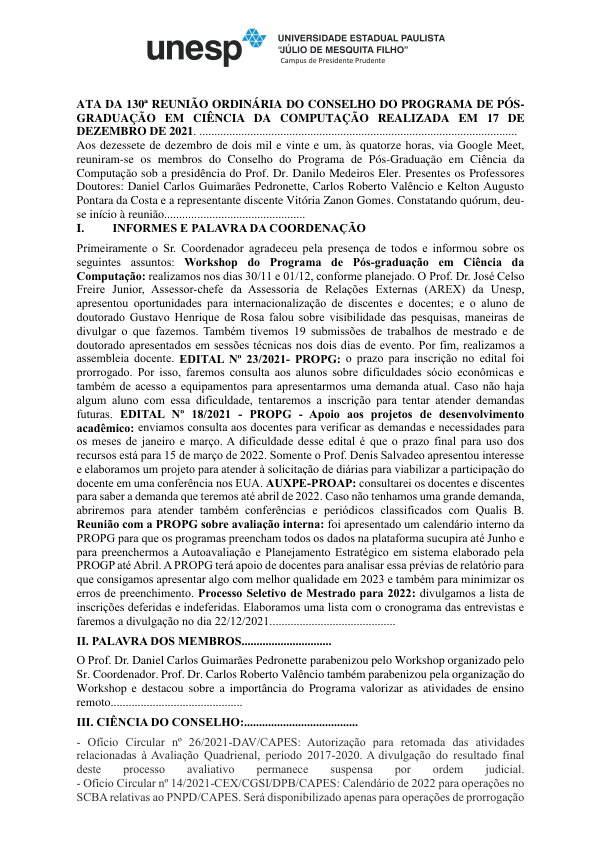 unesp
UNIVERSIDADE ESTADUAL PAULISTA
“JÚLIO DE MESQUITA FILHO”
Campus de Presidente Prudente
ATA DA 130ª REUNIÃO ORDINÁRIA DO CONSELHO DO PROGRAMA DE PÓS-
GRADUAÇÃO EM CIÊNCIA DA COMPUTAÇÃO REALIZADA EM 17 DE
DEZEMBRO DE 2021. ......................................................................................................
Aos dezessete de dezembro de dois mil e vinte e um, às quatorze horas, via Google Meet,
reuniram-se os membros do Conselho do Programa de Pós-Graduação em Ciência da
Computação sob a presidência do Prof. Dr. Danilo Medeiros Eler. Presentes os Professores
Doutores: Daniel Carlos Guimarães Pedronette, Carlos Roberto Valêncio e Kelton Augusto
Pontara da Costa e a representante discente Vitória Zanon Gomes. Constatando quórum, deu-
se início à reunião..............................................
I. INFORMES E PALAVRA DA COORDENAÇÃO
Primeiramente o Sr. Coordenador agradeceu pela presença de todos e informou sobre os
seguintes assuntos: Workshop do Programa de Pós-graduação em Ciência da
Computação: realizamos nos dias 30/11 e 01/12, conforme planejado. O Prof. Dr. José Celso
Freire Junior, Assessor-chefe da Assessoria de Relações Externas (AREX) da Unesp,
apresentou oportunidades para internacionalização de discentes e docentes; e o aluno de
doutorado Gustavo Henrique de Rosa falou sobre visibilidade das pesquisas, maneiras de
divulgar o que fazemos. Também tivemos 19 submissões de trabalhos de mestrado e de
doutorado apresentados em sessões técnicas nos dois dias de evento. Por fim, realizamos a
assembleia docente. EDITAL Nº 23/2021- PROPG: o prazo para inscrição no edital foi
prorrogado. Por isso, faremos consulta aos alunos sobre dificuldades sócio econômicas e
também de acesso a equipamentos para apresentarmos uma demanda atual. Caso não haja
algum aluno com essa dificuldade, tentaremos a inscrição para tentar atender demandas
futuras. EDITAL Nº 18/2021 - PROPG - Apoio aos projetos de desenvolvimento
acadêmico: enviamos consulta aos docentes para verificar as demandas e necessidades para
os meses de janeiro e março. A dificuldade desse edital é que o prazo final para uso dos
recursos está para 15 de março de 2022. Somente o Prof. Denis Salvadeo apresentou interesse
e elaboramos um projeto para atender à solicitação de diárias para viabilizar a participação do
docente em uma conferência nos EUA. AUXPE-PROAP: consultarei os docentes e discentes
para saber a demanda que teremos até abril de 2022. Caso não tenhamos uma grande demanda,
abriremos para atender também conferências e periódicos classificados com Qualis B.
Reunião com a PROPG sobre avaliação interna: foi apresentado um calendário interno da
PROPG para que os programas preencham todos os dados na plataforma sucupira até Junho e
para preenchermos a Autoavaliação e Planejamento Estratégico em sistema elaborado pela
PROGP até Abril. A PROPG terá apoio de docentes para analisar essa prévias de relatório para
que consigamos apresentar algo com melhor qualidade em 2023 e também para minimizar os
erros de preenchimento. Processo Seletivo de Mestrado para 2022: divulgamos a lista de
inscrições deferidas e indeferidas. Elaboramos uma lista com o cronograma das entrevistas e
faremos a divulgação no dia 22/12/2021.........................................
II. PALAVRA DOS MEMBROS..............................
O Prof. Dr. Daniel Carlos Guimarães Pedronette parabenizou pelo Workshop organizado pelo
Sr. Coordenador. Prof. Dr. Carlos Roberto Valêncio também parabenizou pela organização do
Workshop e destacou sobre a importância do Programa valorizar as atividades de ensino
remoto...........................................
III. CIÊNCIA DO CONSELHO:.....................................
- Ofício Circular nº 26/2021-DAV/CAPES: Autorização para retomada das atividades
relacionadas à Avaliação Quadrienal, período 2017-2020. A divulgação do resultado final
deste processo avaliativo permanece suspensa por ordem judicial.
- Ofício Circular nº 14/2021-CEX/CGSI/DPB/CAPES: Calendário de 2022 para operações no
SCBA relativas ao PNPD/CAPES. Será disponibilizado apenas para operações de prorrogação